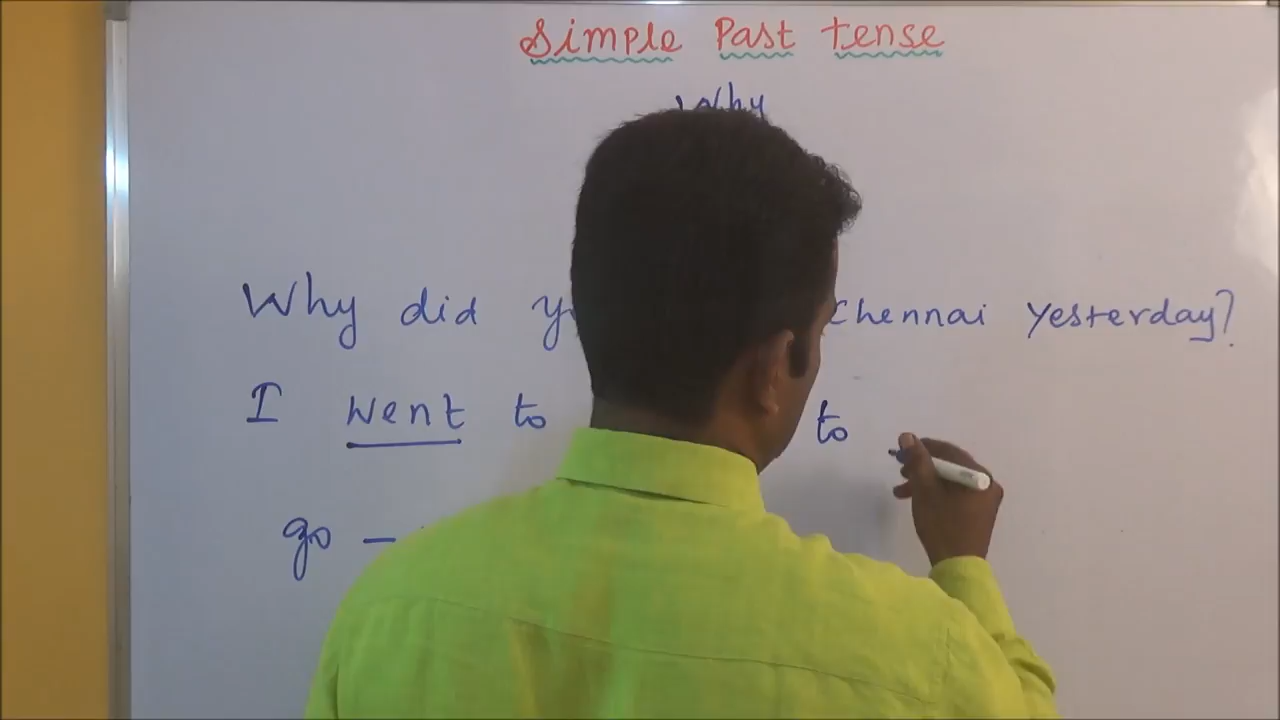 Simple Past tense
Why
Why did Chennai yesterday?
I went to to
go –